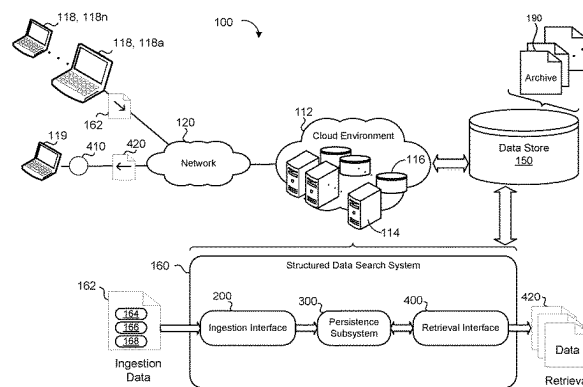 118, 118n
118, 118a
100
190
Archive
162
120
112
Cloud Environment
119
410
420
Network
116
Data Store
150
114
160
Structured Data Search System
162
200
300
400
420
164
166
168
Ingestion Interface
Persistence
Subsystem
Retrieval Interface
Data
Ingestion
Data
Retrieva